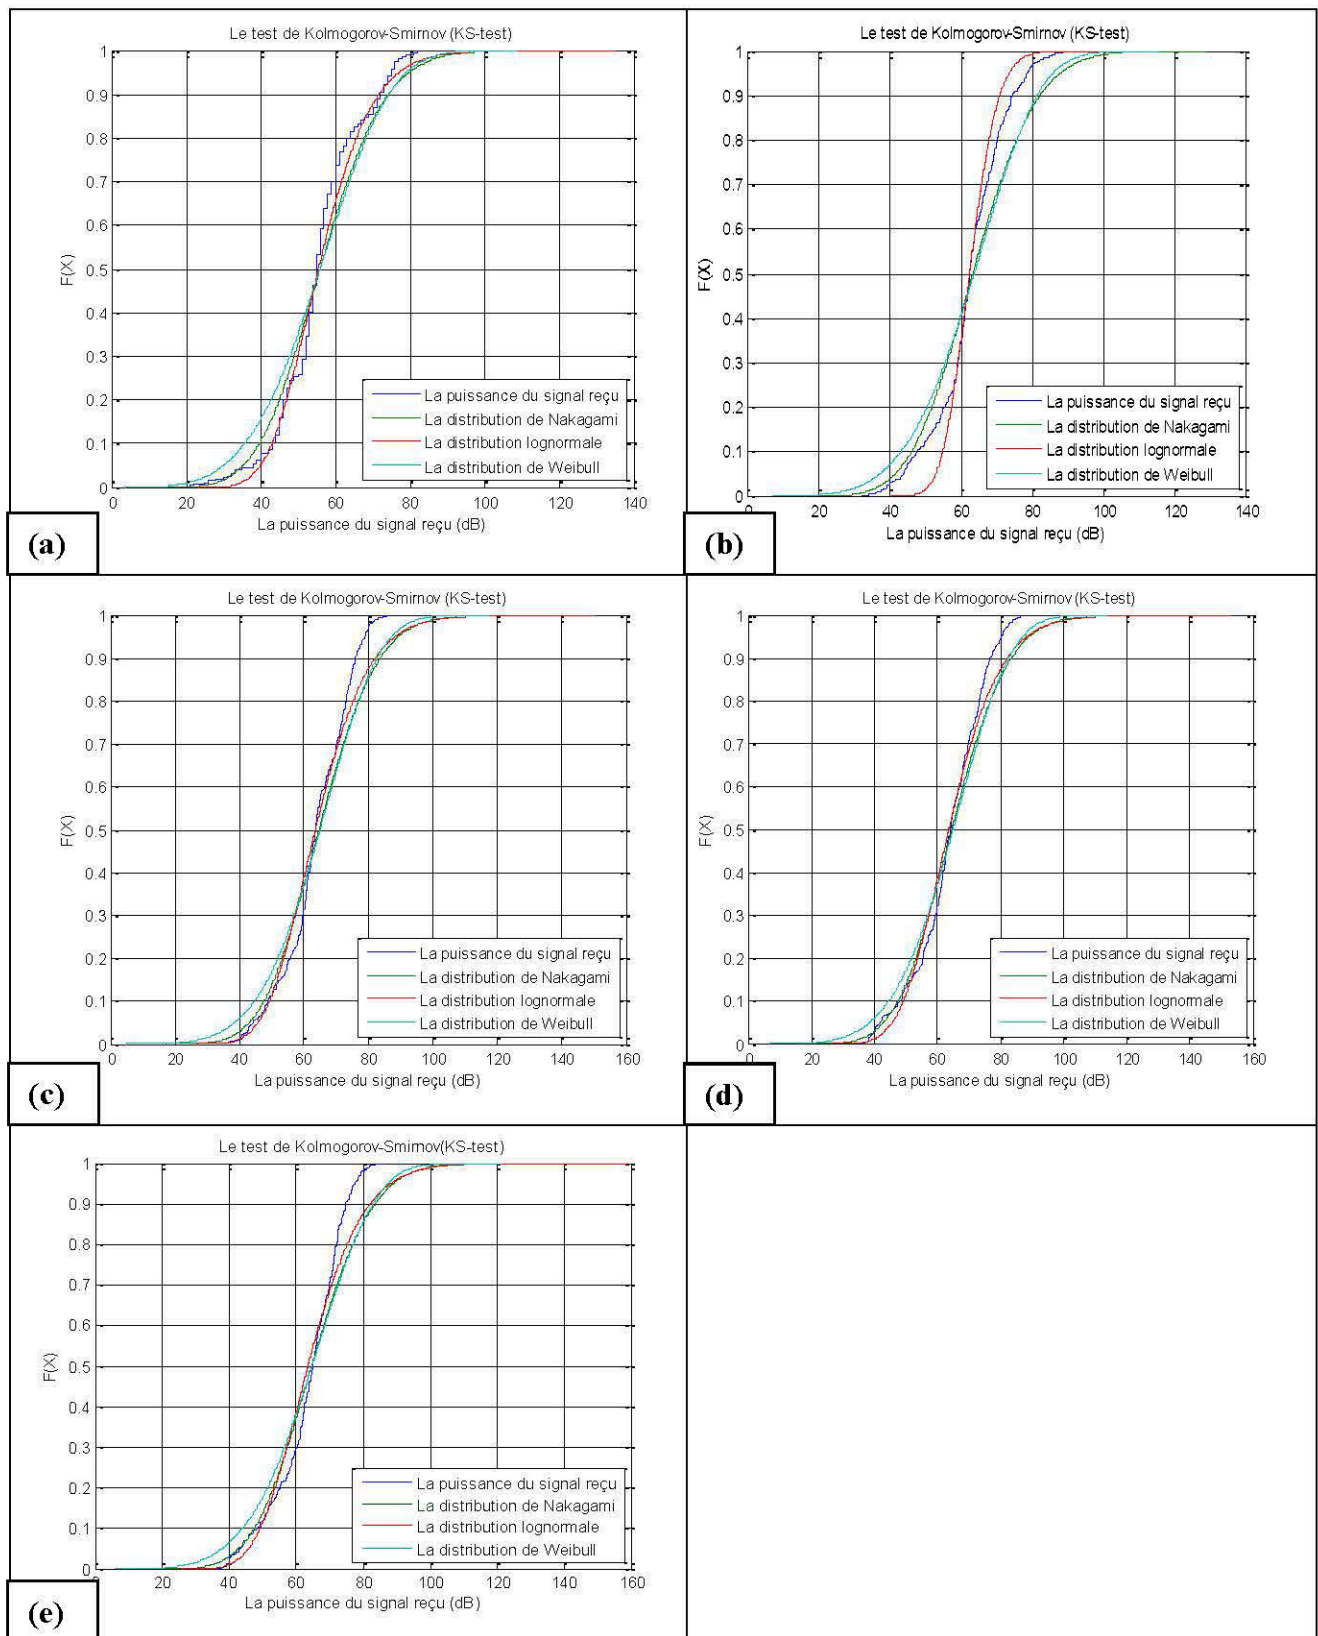 Le test de Kolmogorov-Smirnov (KS-test)
1
0.9
0.8
0.7
0.6
0.5
0.4
0.3
0.2
0.1
0
F(X)
La puissance du signal reçu
La distribution de Nakagami
La distribution lognormale
La distribution de Weibull
0 20 40 60 80 100 120 140
La puissance du signal reçu (dB)
(a)
Le test de Kolmogorov-Smirnov (KS-test)
1
0.9
0.8
0.7
0.6
0.5
0.4
0.3
0.2
0.1
0
F(X)
La puissance du signal reçu
La distribution de Nakagami
La distribution lognormale
La distribution de Weibull
0 20 40 60 80 100 120 140
La puissance du signal reçu (dB)
(b)
Le test de Kolmogorov-Smirnov (KS-test)
1
0.9
0.8
0.7
0.6
0.5
0.4
0.3
0.2
0.1
0
F(X)
La puissance du signal reçu
La distribution de Nakagami
La distribution lognormale
La distribution de Weibull
0 20 40 60 80 100 120 140 160
La puissance du signal reçu (dB)
(c)
Le test de Kolmogorov-Smirnov (KS-test)
1
0.9
0.8
0.7
0.6
0.5
0.4
0.3
0.2
0.1
0
F(X)
La puissance du signal reçu
La distribution de Nakagami
La distribution lognormale
La distribution de Weibull
0 20 40 60 80 100 120 140 160
La puissance du signal reçu (dB)
(d)
Le test de Kolmogorov-Smirnov(KS-test)
1
0.9
0.8
0.7
0.6
0.5
0.4
0.3
0.2
0.1
0
F(X)
La puissance du signal reçu
La distribution de Nakagami
La distribution lognormale
La distribution de Weibull
20 40 60 80 100 120 140 160
La puissance du signal reçu (dB)
(e)